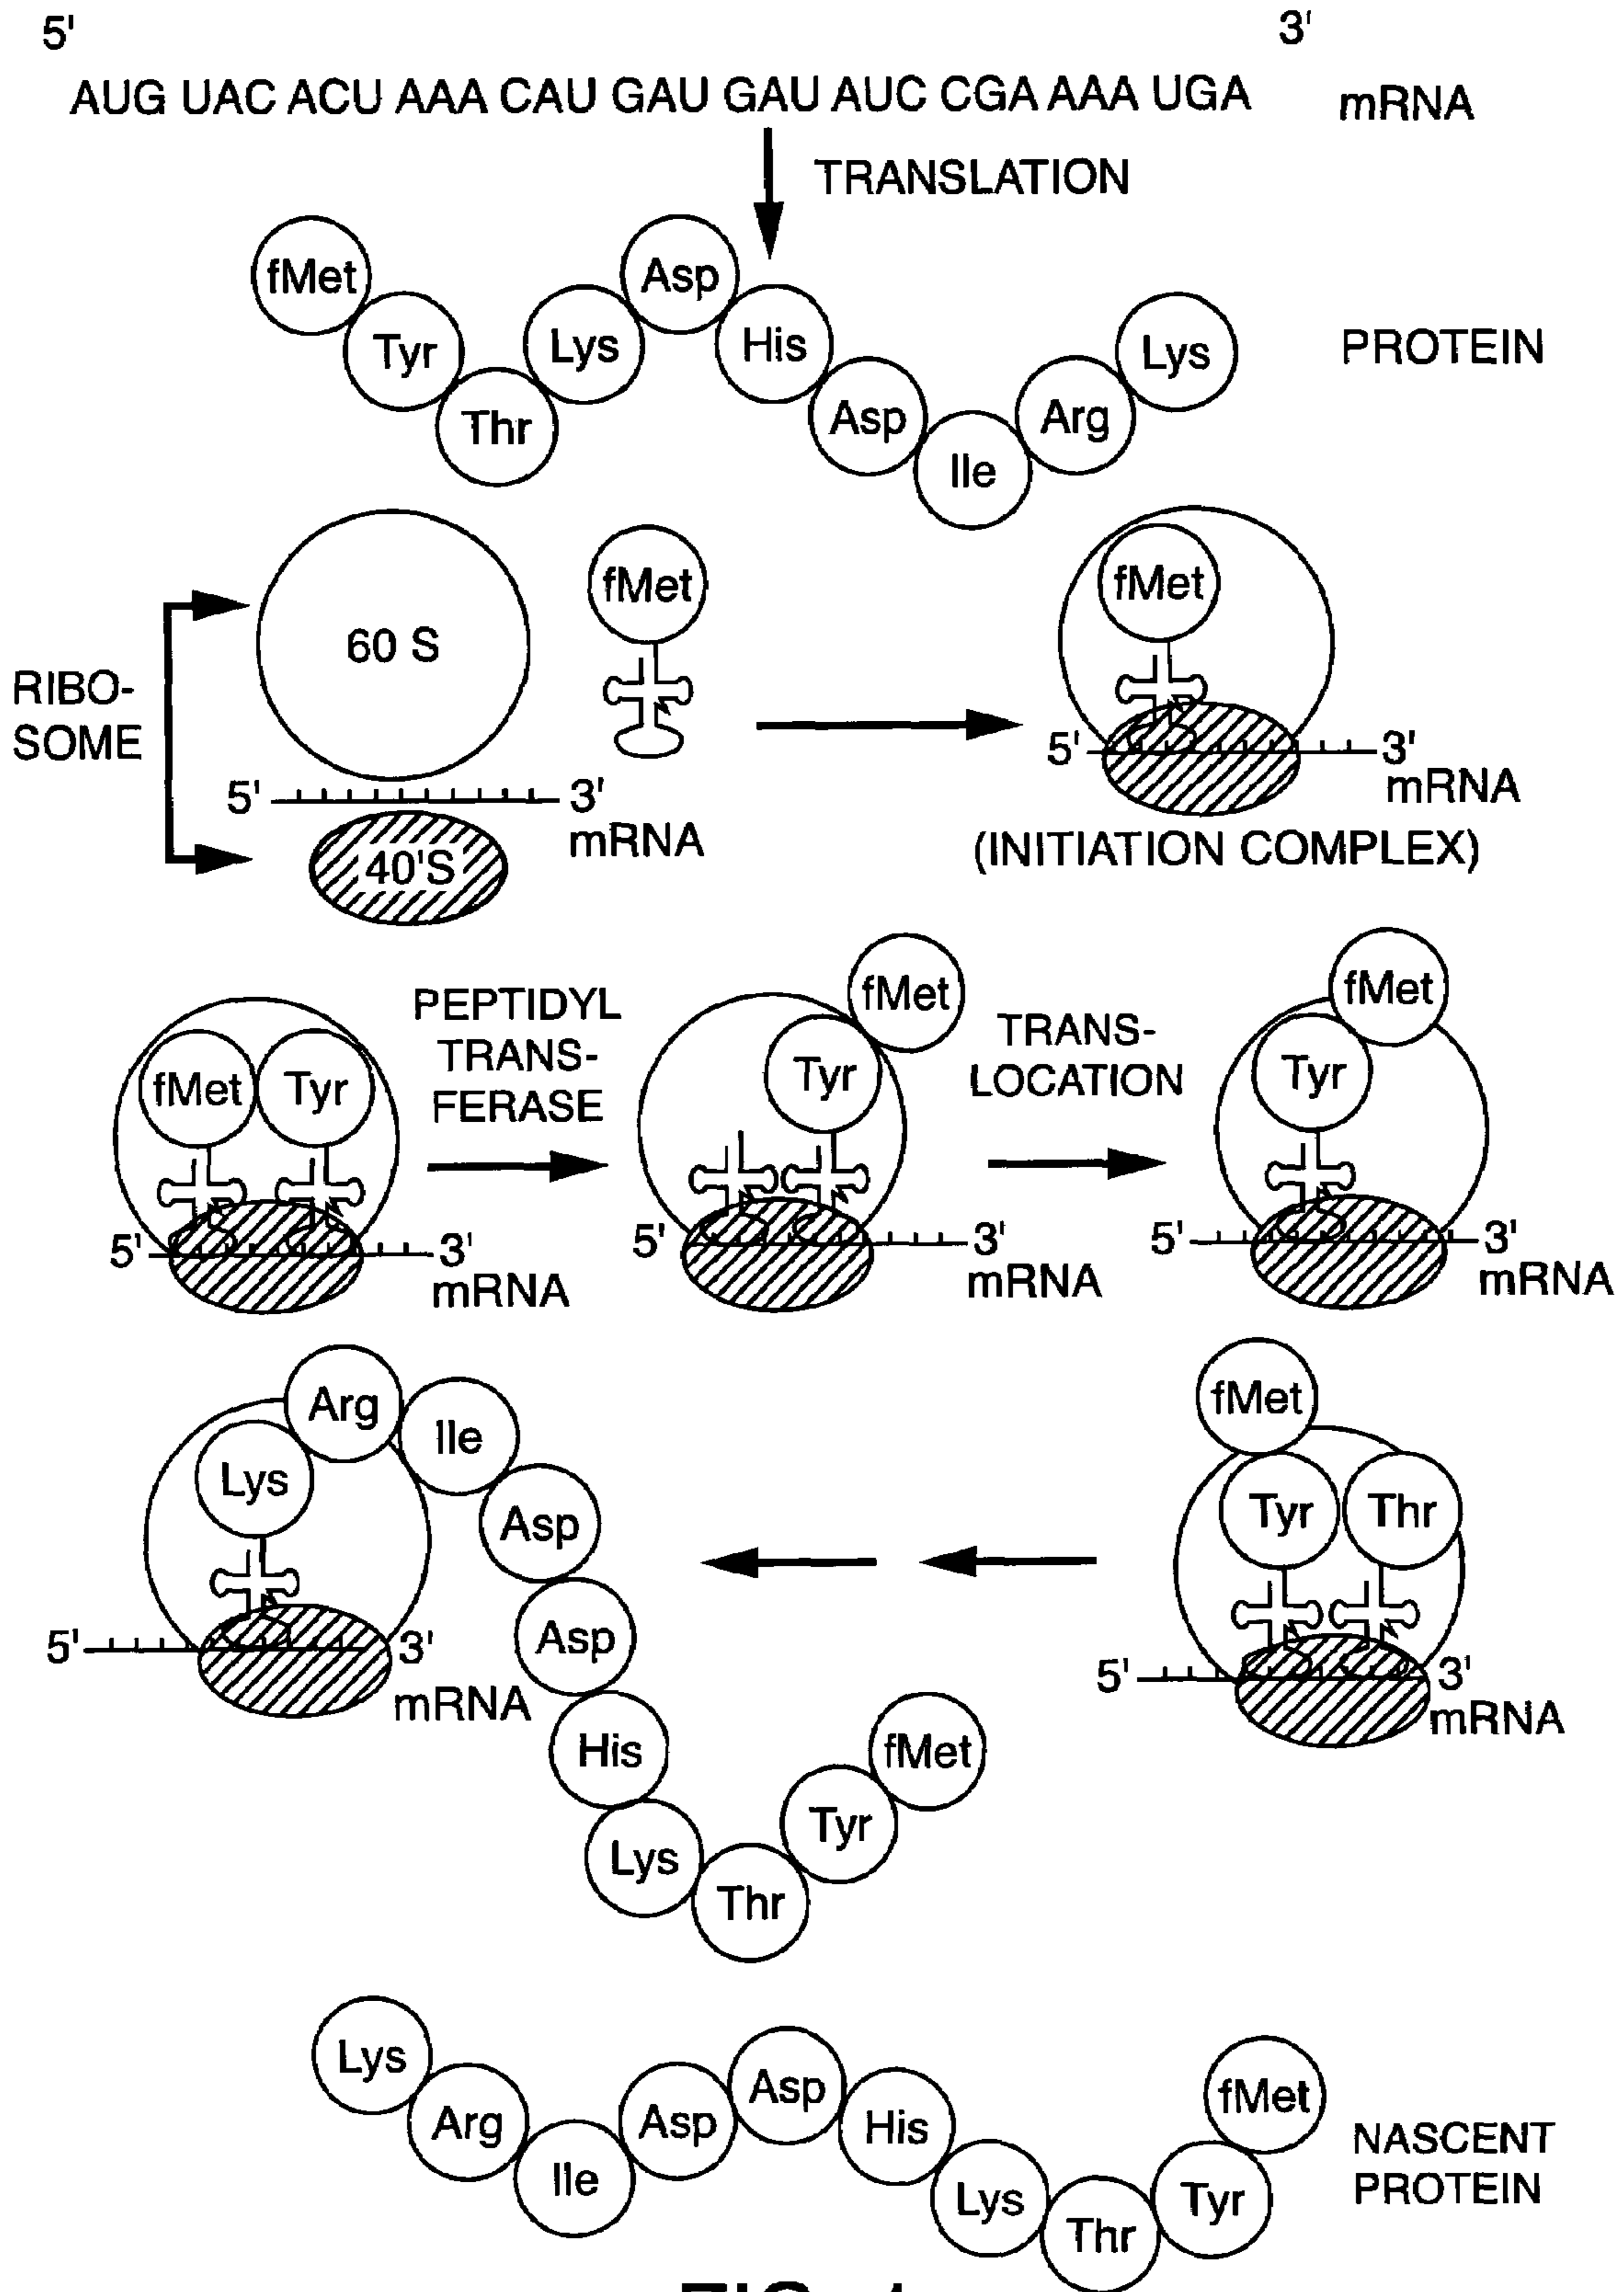 5' 3'
AUG UAC ACU AAA CAU GAU GAU AUC CGA AAA UGA mRNA
TRANSLATION
fMet Tyr Thr Lys Asp His Asp Ile Arg Lys
PROTEIN
RIBO-
SOME
60 S
5' 3'
mRNA
40'S
fMet
fMet
5' 3'
mRNA
(INITIATION COMPLEX)
fMet Tyr
5' 3'
mRNA
PEPTIDYL
TRANS-
FERASE
fMet
Tyr
5' 3'
mRNA
TRANS-
LOCATION
fMet
Tyr
5' 3'
mRNA
fMet
Tyr Thr
5' 3'
mRNA
Lys Arg Ile Asp Asp His Lys Thr Tyr fMet
5' 3'
mRNA
Lys Arg Ile Asp Asp His Lys Thr Tyr fMet
NASCENT
PROTEIN